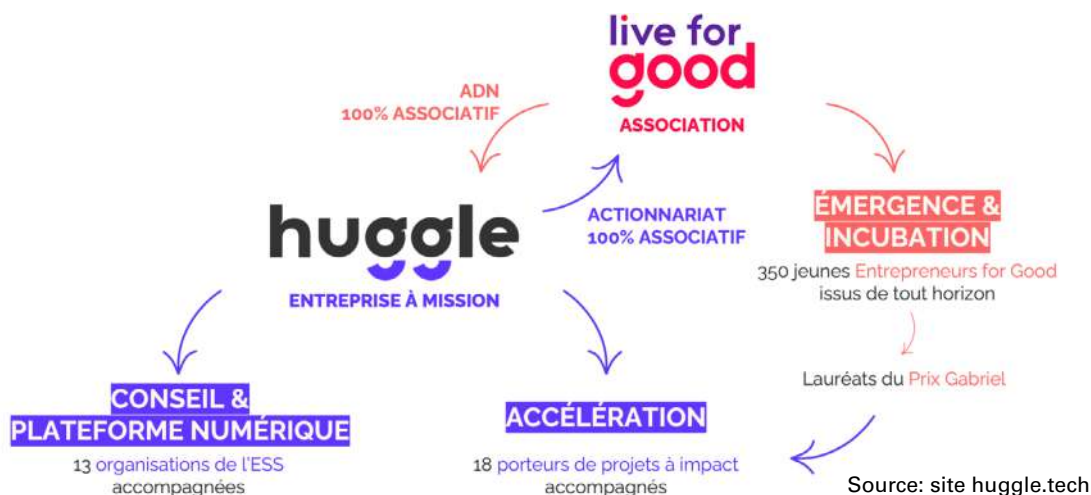 live for
good
ASSOCIATION
ADN
100% ASSOCIATIF
huggle
ENTREPRISE À MISSION
ACTIONNARIAT
100% ASSOCIATIF
ÉMERGENCE &
INCUBATION
350 jeunes Entrepreneurs for Good
issus de tout horizon
Lauréats du Prix Gabriel
CONSEIL &
PLATEFORME NUMÉRIQUE
13 organisations de l'ESS
accompagnées
ACCÉLÉRATION
18 porteurs de projets à impact
accompagnés
Source: site huggle.tech